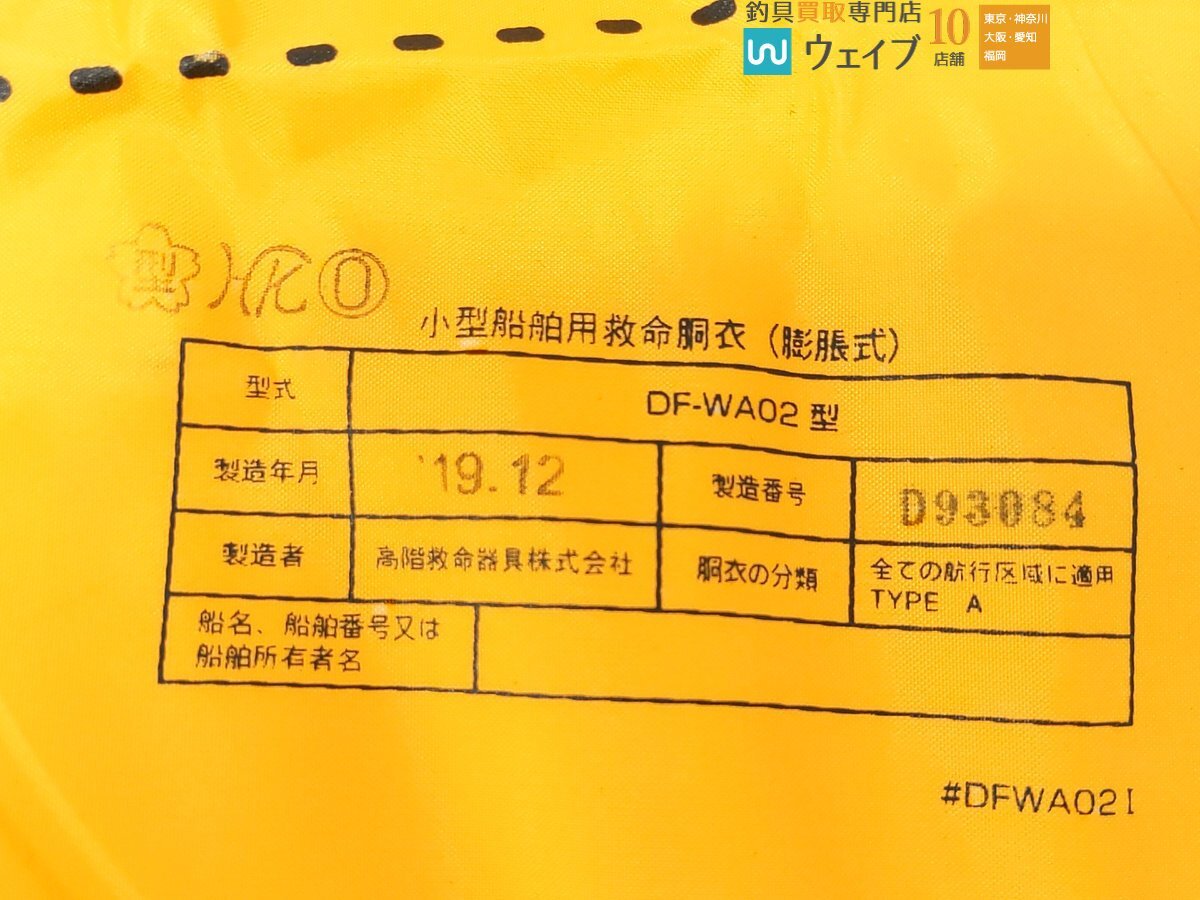 釣具買取専門店
ウェイブ
10
店舗
東京・神奈川
大阪・愛知
福岡
型 HK 0
小型船舶用救命胴衣（膨脹式）
型式 DF-WA02 型
製造年月 '19.12 製造番号 D93084
製造者 高階救命器具株式会社 胴衣の分類 全ての航行区域に適用
TYPE A
船名、船舶番号又は
船舶所有者名
#DFWA02I